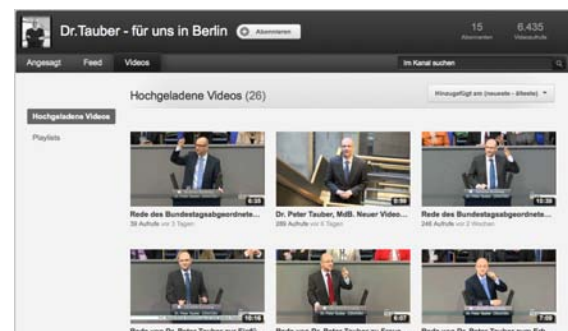 Dr.Tauber - für uns in Berlin Abonnieren
15 6.435
Abonnenten Videoaufrufe
Angesagt Feed Videos Im Kanal suchen
Hochgeladene Videos (26) Hinzugefügt am (neueste - älteste)
Hochgeladene Videos
Playlists
6:35 5:50 10:38
Rede des Bundestagsabgeordnete... Dr. Peter Tauber, MdB. Neuer Video... Rede des Bundestagsabgeordnete...
38 Aufrufe vor 3 Tagen 289 Aufrufe vor 6 Tagen 246 Aufrufe vor 2 Wochen
10:16 6:07 7:59